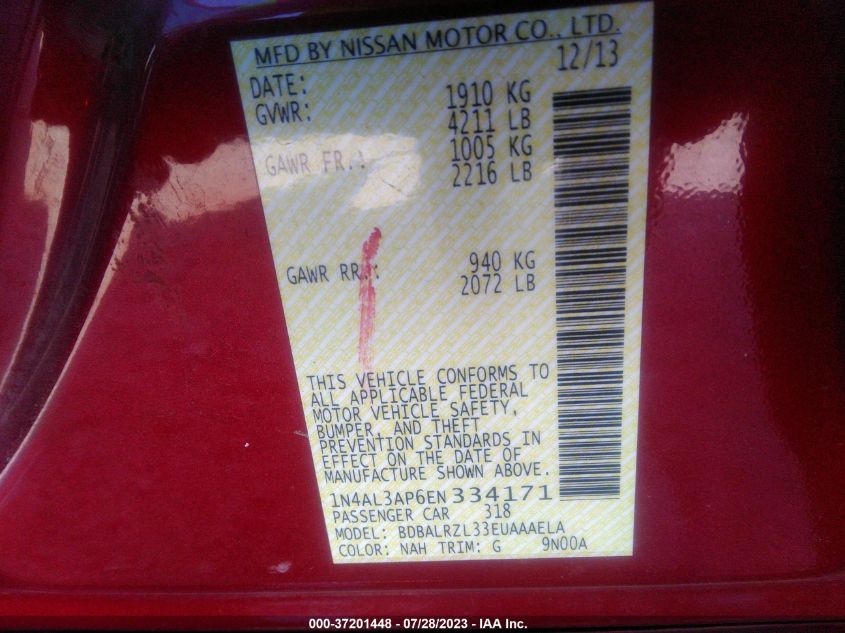 MFD BY NISSAN MOTOR CO., LTD.
DATE: 12/13
GVWR: 1910 KG
4211 LB
GAWR FR.: 1005 KG
2216 LB
GAWR RR.: 940 KG
2072 LB
THIS VEHICLE CONFORMS TO
ALL APPLICABLE FEDERAL
MOTOR VEHICLE SAFETY,
BUMPER, AND THEFT
PREVENTION STANDARDS IN
EFFECT ON THE DATE OF
MANUFACTURE SHOWN ABOVE.
1N4AL3AP6EN334171
PASSENGER CAR 318
MODEL: BDBALRZL33EUAAAELA
COLOR: NAH TRIM: G 9N00A
000-37201448 - 07/28/2023 - IAA Inc.